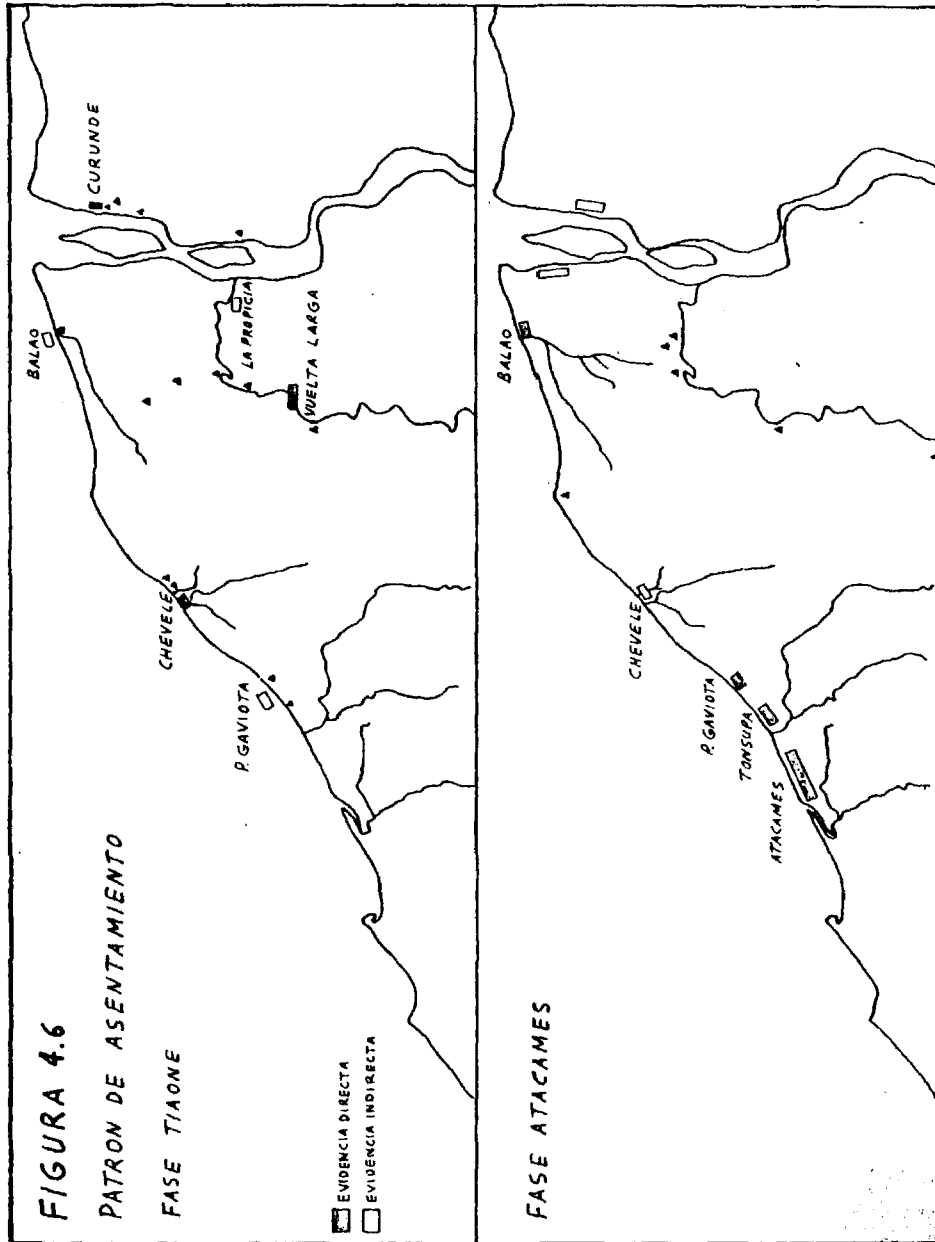 FIGURA 4.6
PATRON DE ASENTAMIENTO
FASE TIAONE
EVIDENCIA DIRECTA
EVIDENCIA INDIRECTA
P. GAVIOTA
CHEVELE
BALAO
VUELTA LARGA
LA PROPICIA
CURUNDE
FASE ATACAMES
ATACAMES
TONSUPA
P. GAVIOTA
CHEVELE
BALAO